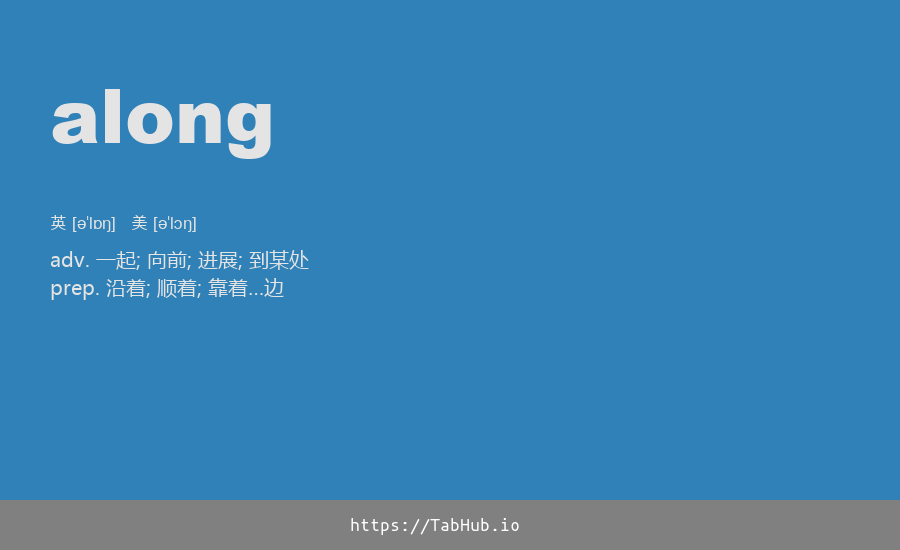 along
英 [ə'lɒŋ] 美 [ə'lɔŋ]
adv. 一起; 向前; 进展; 到某处
prep. 沿着; 顺着; 靠着...边
https://TabHub.io